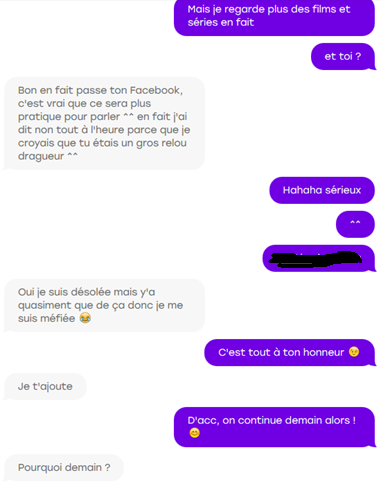 Mais je regarde plus des films et
séries en fait
et toi ?
Bon en fait passe ton Facebook,
c'est vrai que ce sera plus
pratique pour parler ^^ en fait j'ai
dit non tout à l'heure parce que je
croyais que tu étais un gros relou
dragueur ^^
Hahaha sérieux
^^
Oui je suis désolée mais y'a
quasiment que de ça donc je me
suis méfiée 😂
C'est tout à ton honneur 😉
Je t'ajoute
D'acc, on continue demain alors !
😊
Pourquoi demain ?